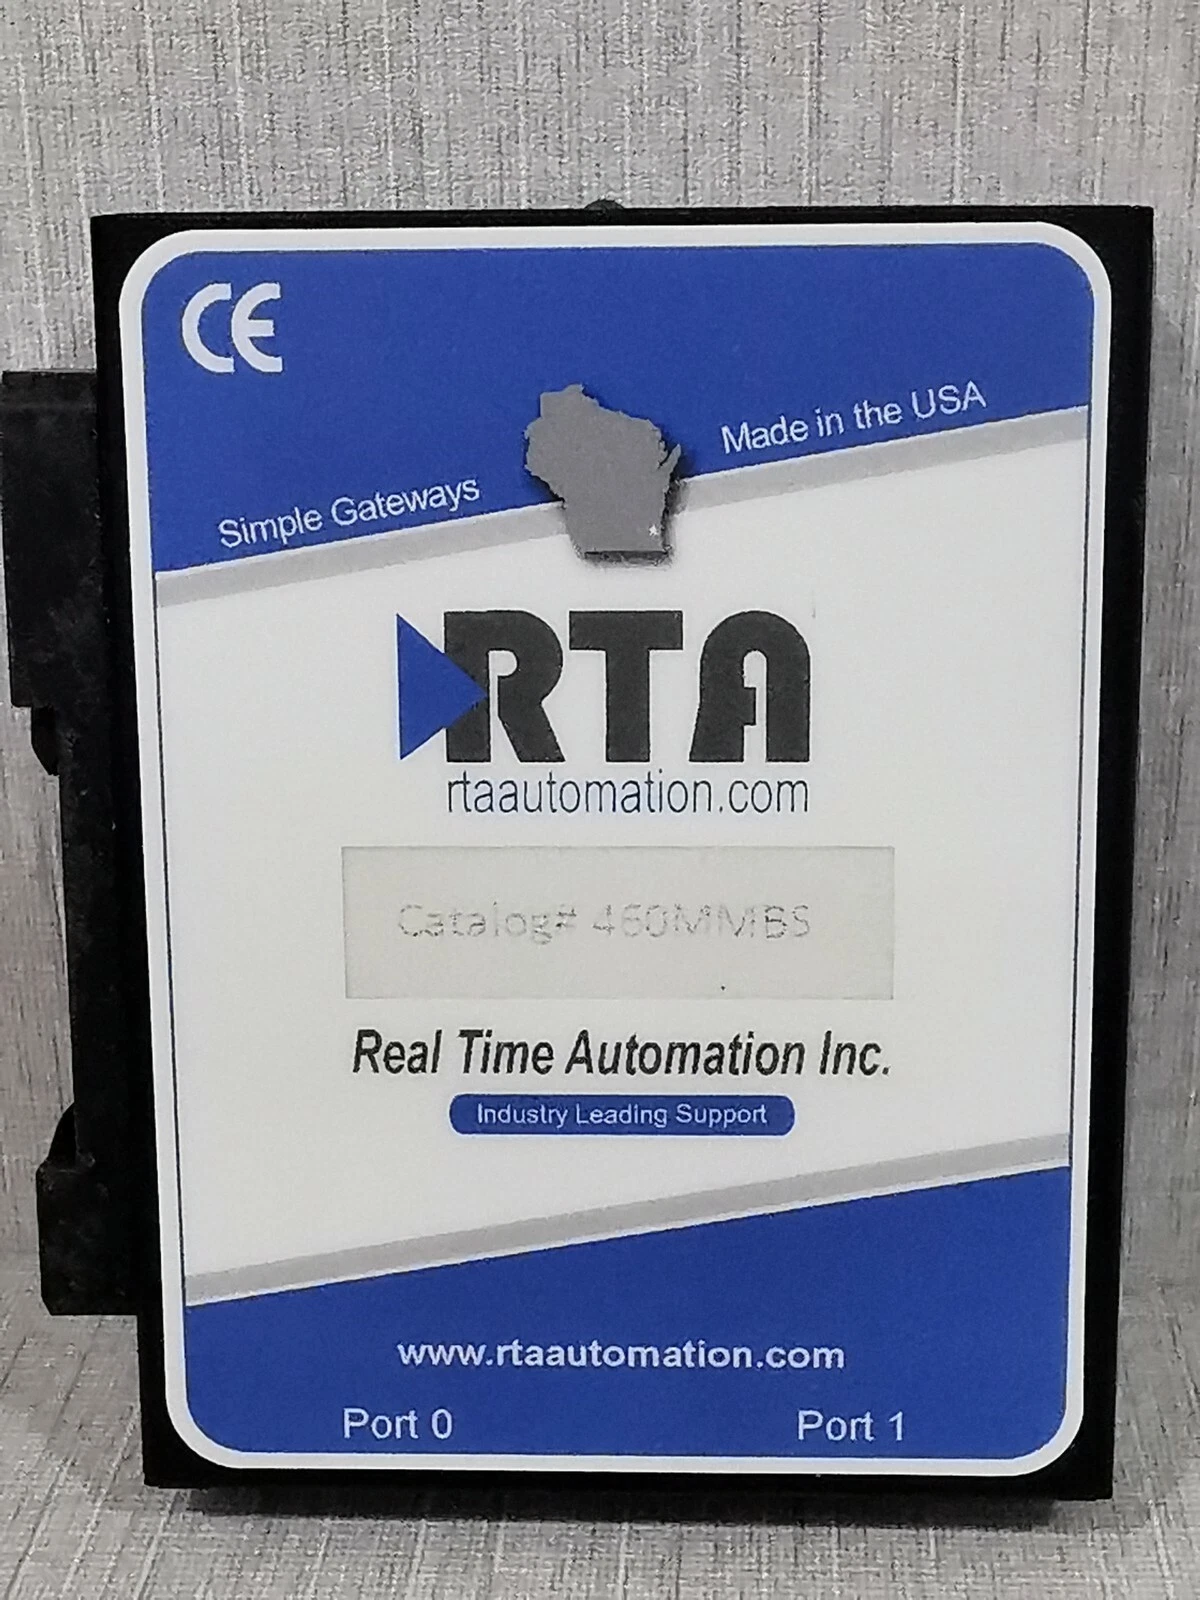 CE
Made in the USA
Simple Gateways
RTA
rtaautomation.com
Catalog# 460MMBS
Real Time Automation Inc.
Industry Leading Support
www.rtaautomation.com
Port 0 Port 1